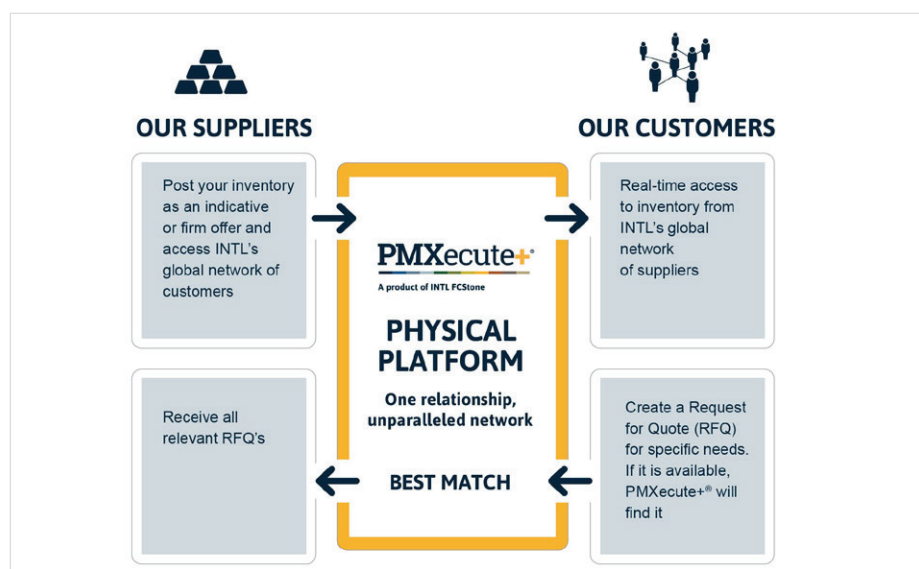 OUR SUPPLIERS
OUR CUSTOMERS
Post your inventory
as an indicative
or firm offer and
access INTL's
global network of
customers
PMXecute+®
A product of INTL FCStone
PHYSICAL
PLATFORM
One relationship,
unparalleled network
BEST MATCH
Real-time access
to inventory from
INTL's global
network
of suppliers
Receive all
relevant RFQ's
Create a Request
for Quote (RFQ)
for specific needs.
If it is available,
PMXecute+® will
find it